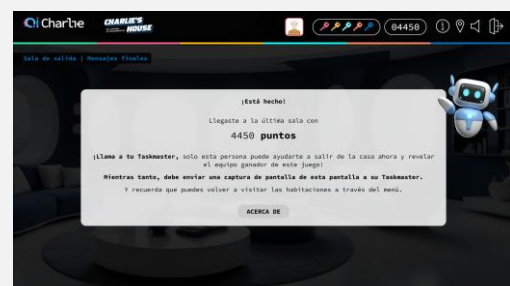 Qi Charlie
CHARLIE'S
HOUSE
04450
Sala de salida | Mensajes Finales
¡Está hecho!
Llegaste a la última sala con
4450 puntos
¡Llama a tu Taskmaster, solo esta persona puede ayudarte a salir de la casa ahora y revelar
el equipo ganador de este juego!
Mientras tanto, debe enviar una captura de pantalla de esta pantalla a su Taskmaster.
Y recuerda que puedes volver a visitar las habitaciones a través del menú.
ACERCA DE